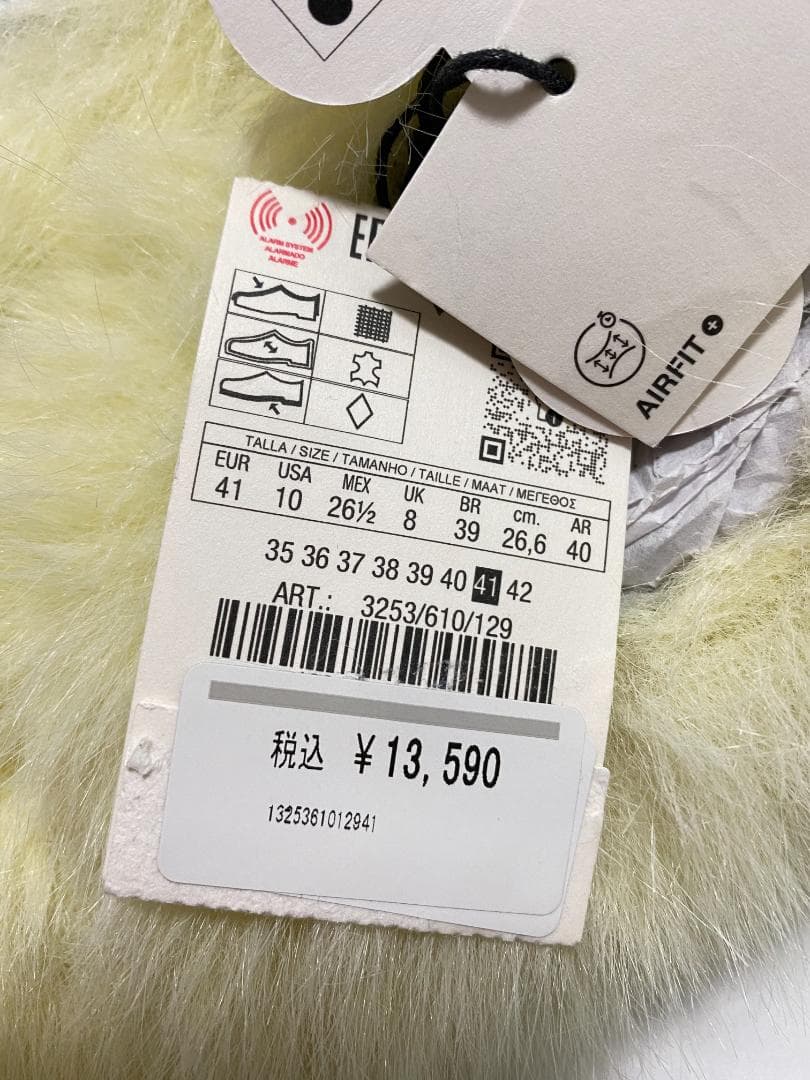 ALARM SYSTEM
ALARMADO
ALARME
AIRFIT
TALLA / SIZE / TAMANHO / TAILLE / MAAT / ΜΕΓΕΘΟΣ
EUR USA MEX UK BR cm. AR
41 10 26½ 8 39 26,6 40
35 36 37 38 39 40 41 42
ART.: 3253/610/129
税込 ¥13,590
1325361012941